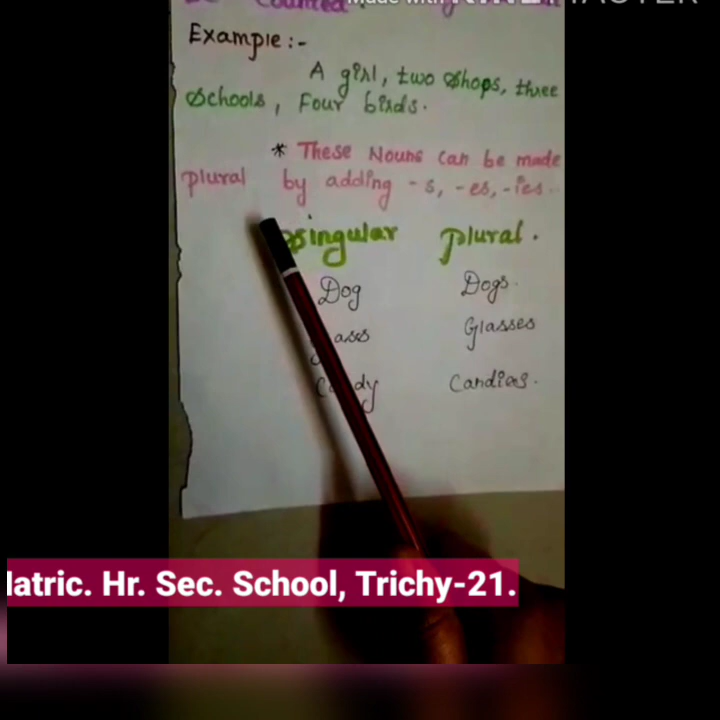 Counted.
Made with
Example :-
A girl, two shops, three
schools, Four birds.
* These Nouns can be made
plural by adding -s, -es, -ies.
Singular Plural.
Dog Dogs.
Glasses
Candies.
latric. Hr. Sec. School, Trichy-21.